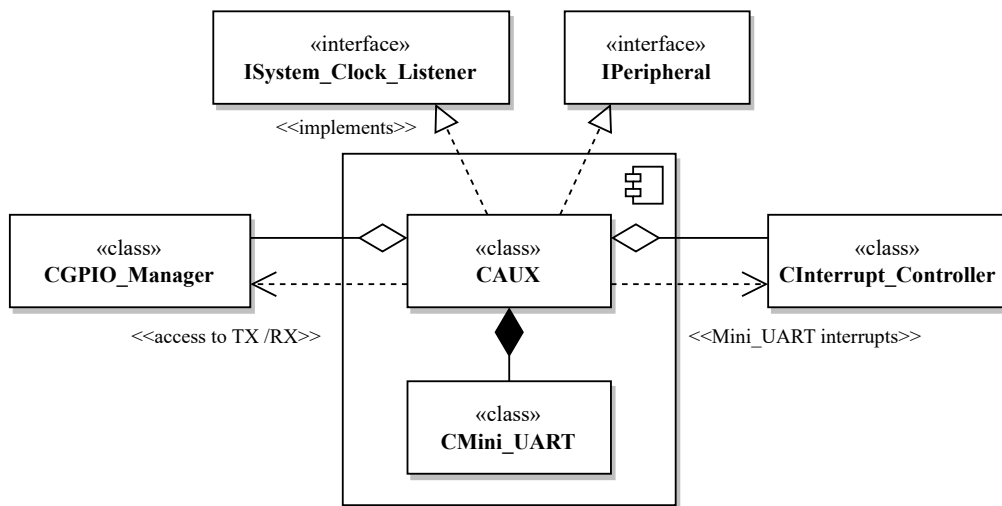 «interface»
ISystem_Clock_Listener
«interface»
IPeripheral
<<implements>>
«class»
CGPIO_Manager
«class»
CAUX
«class»
CInterrupt_Controller
<<access to TX /RX>>
<<Mini_UART interrupts>>
«class»
CMini_UART